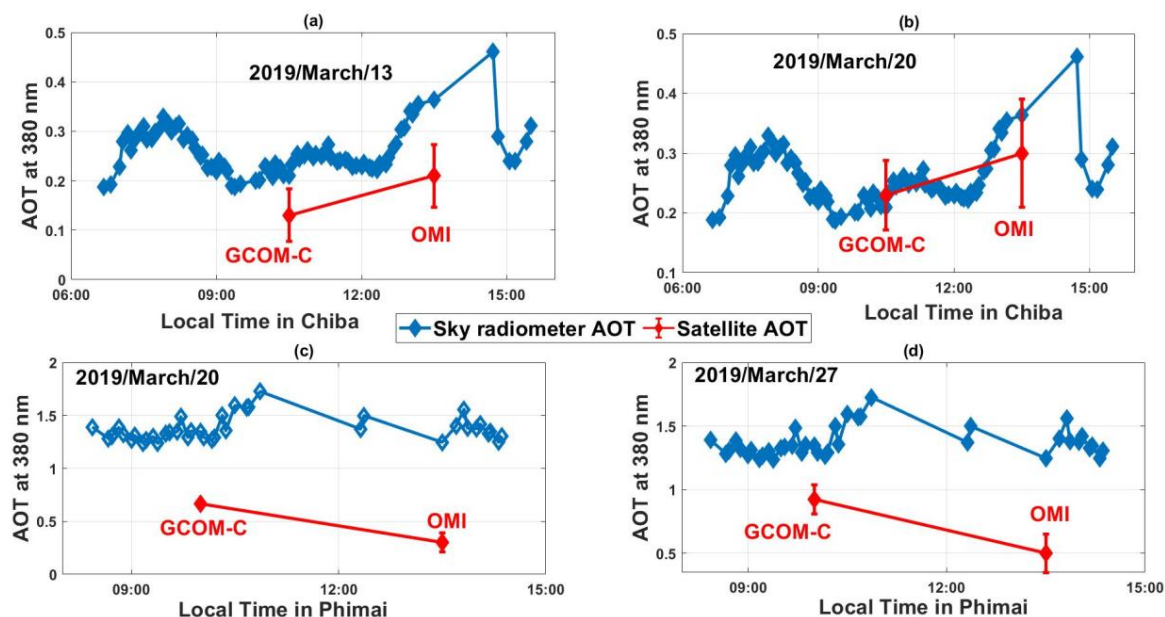 (a)
0.5
0.4
0.3
0.2
0.1
0
AOT at 380 nm
2019/March/13
GCOM-C
OMI
06:00 09:00 12:00 15:00
Local Time in Chiba
(b)
0.5
0.4
0.3
0.2
0.1
AOT at 380 nm
2019/March/20
GCOM-C
OMI
06:00 09:00 12:00 15:00
Local Time in Chiba
Sky radiometer AOT Satellite AOT
(c)
2
1.5
1
0.5
0
AOT at 380 nm
2019/March/20
GCOM-C
OMI
09:00 12:00 15:00
Local Time in Phimai
(d)
2
1.5
1
0.5
AOT at 380 nm
2019/March/27
GCOM-C
OMI
09:00 12:00 15:00
Local Time in Phimai